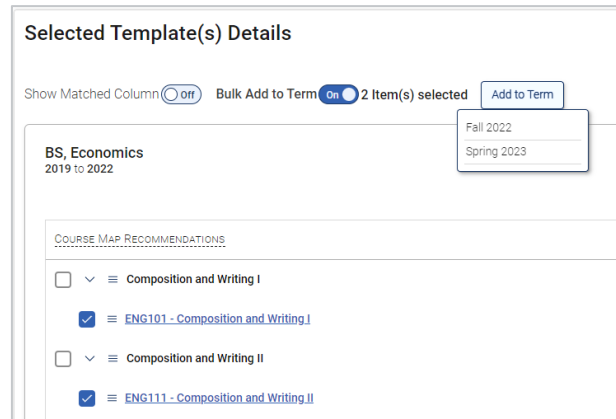 Selected Template(s) Details
Show Matched Column Off Bulk Add to Term On 2 Item(s) selected Add to Term
Fall 2022
Spring 2023
BS, Economics
2019 to 2022
COURSE MAP RECOMMENDATIONS
Composition and Writing I
ENG101 - Composition and Writing I
Composition and Writing II
ENG111 - Composition and Writing II